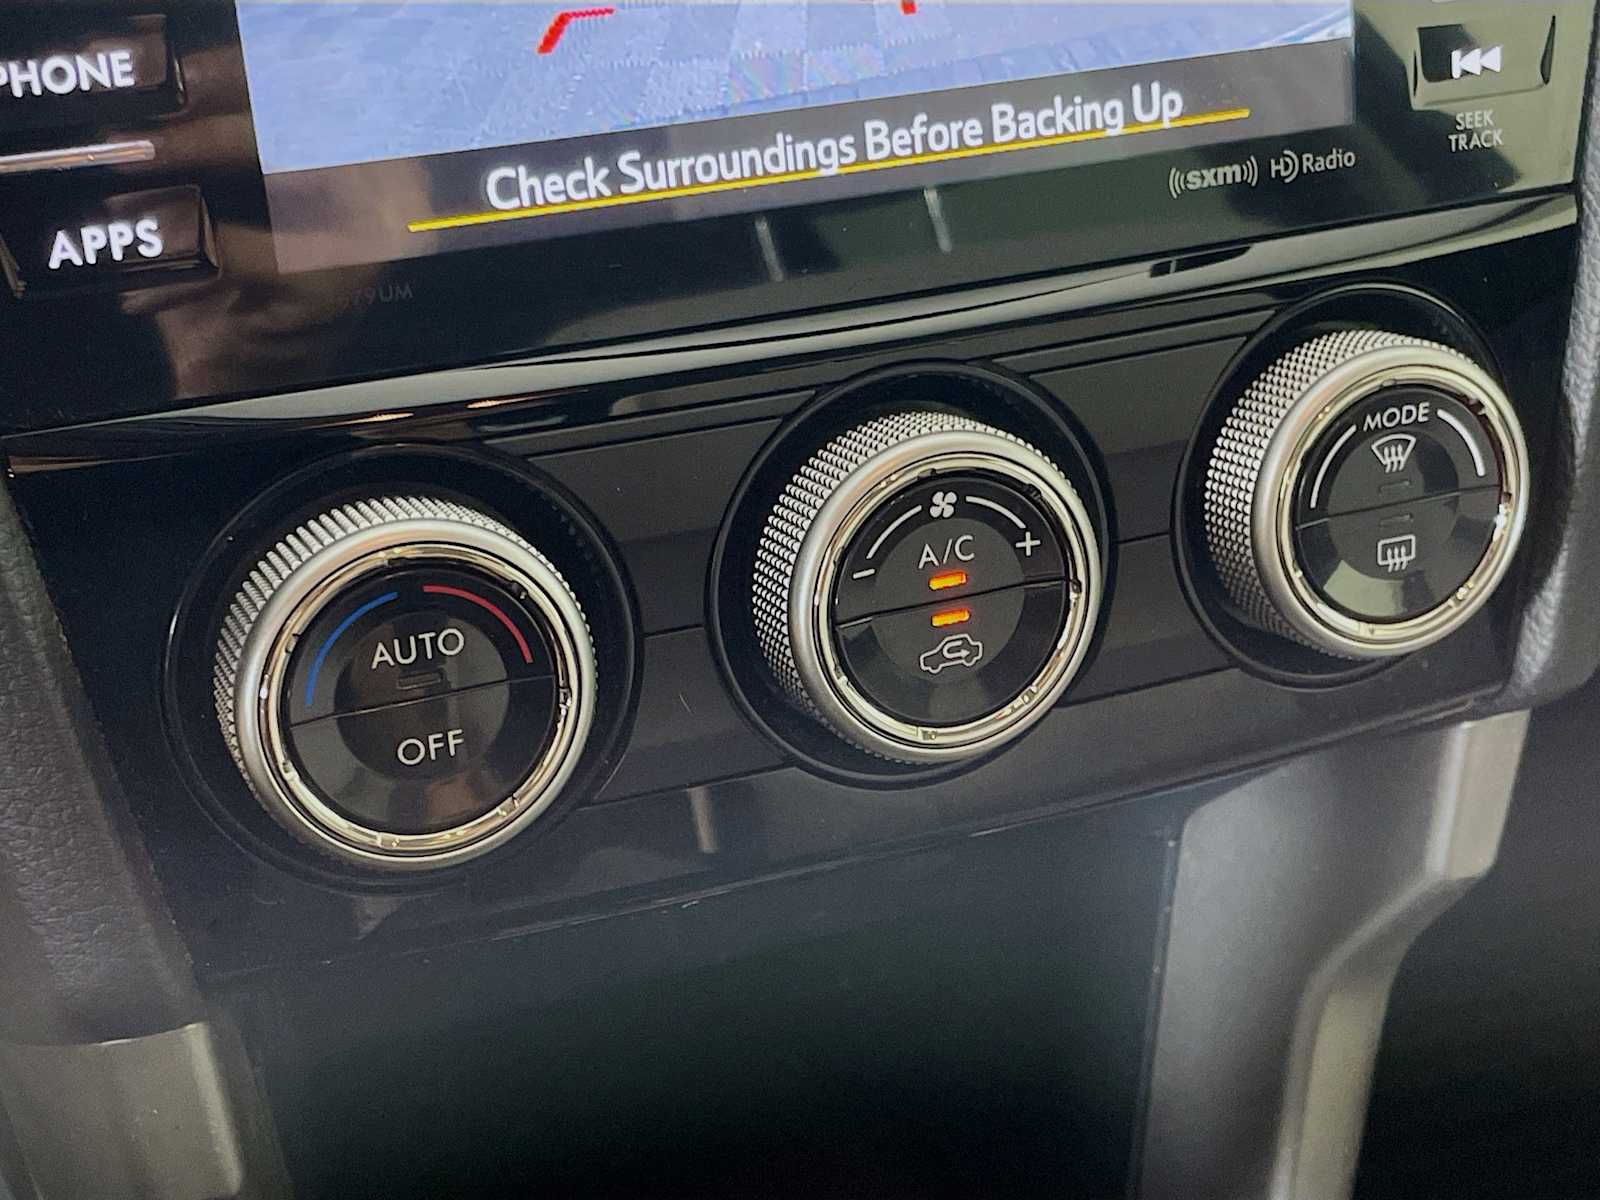 PHONE
APPS
Check Surroundings Before Backing Up
SEEK
TRACK
((sxm)) HD Radio
AUTO
OFF
A/C
- +
MODE